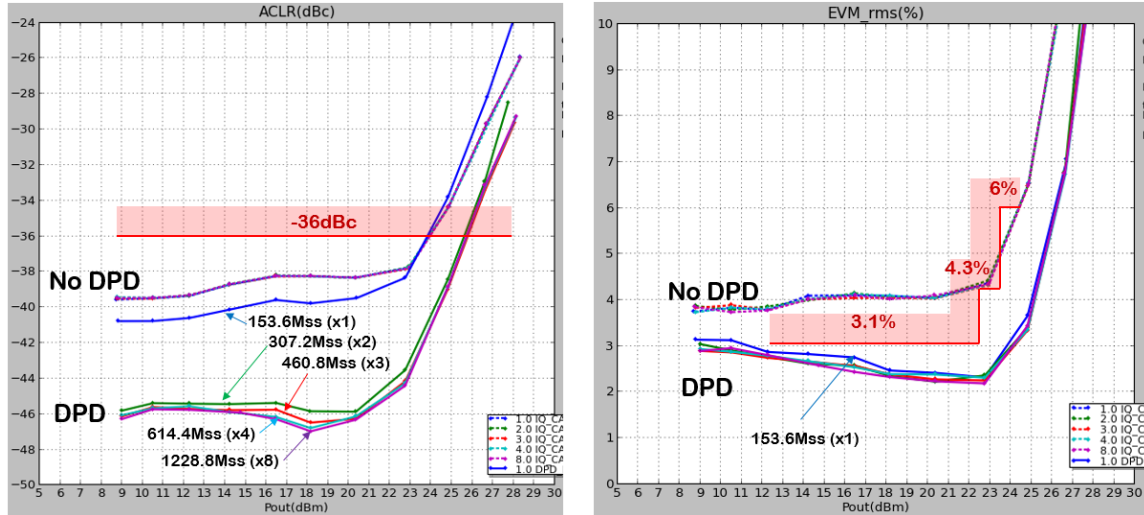 ACLR(dBc)
-36dBc
No DPD
153.6Mss (x1)
307.2Mss (x2)
460.8Mss (x3)
DPD
614.4Mss (x4)
1228.8Mss (x8)
−24
−26
−28
−30
−32
−34
−36
−38
−40
−42
−44
−46
−48
−50
1.0 IQ_CA
2.0 IQ_CA
3.0 IQ_CA
4.0 IQ_CA
8.0 IQ_CA
1.0 DPD
5 6 7 8 9 10 11 12 13 14 15 16 17 18 19 20 21 22 23 24 25 26 27 28 29 30
Pout(dBm)
EVM_rms(%)
6%
4.3%
No DPD
3.1%
DPD
153.6Mss (x1)
10
9
8
7
6
5
4
3
2
1
0
1.0 IQ_CA
2.0 IQ_CA
3.0 IQ_CA
4.0 IQ_CA
8.0 IQ_CA
1.0 DPD
5 6 7 8 9 10 11 12 13 14 15 16 17 18 19 20 21 22 23 24 25 26 27 28 29 30
Pout(dBm)